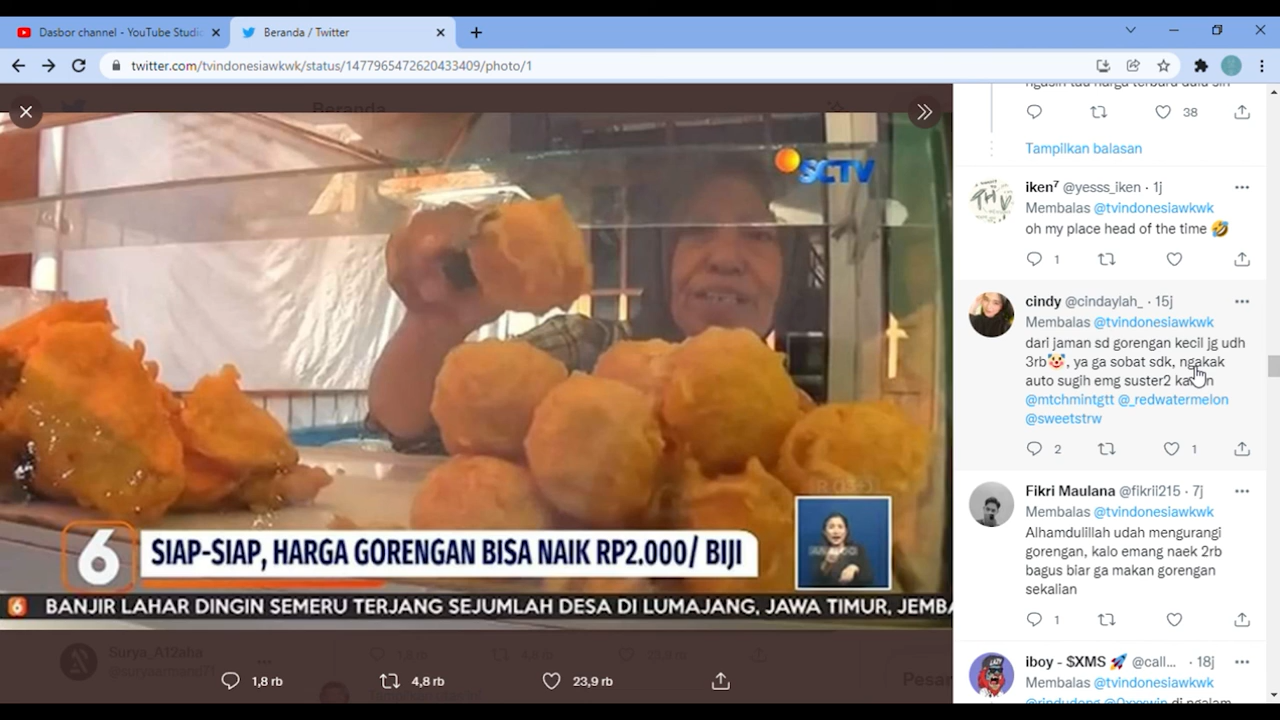 Dasbor channel - YouTube Studio
Beranda / Twitter
twitter.com/tvindonesiawkwk/status/1477965472620433409/photo/1
Beranda
SCTV
6
SIAP-SIAP, HARGA GORENGAN BISA NAIK RP2.000/ BIJI
6 BANJIR LAHAR DINGIN SEMERU TERJANG SEJUMLAH DESA DI LUMAJANG, JAWA TIMUR, JEMBA
Surya_A12aha
1,8 rb
4,8 rb
23,9 rb
Pesan
38
Tampilkan balasan
iken⁷ @yesss_iken · 1j
Membalas @tvindonesiawkwk
oh my place head of the time 🤣
1
cindy @cindaylah_ · 15j
Membalas @tvindonesiawkwk
dari jaman sd gorengan kecil jg udh
3rb🤡, ya ga sobat sdk, ngakak
auto sugih emg suster2
@mtchmintgtt @_redwatermelon
@sweetstrw
2
1
Fikri Maulana @fikrii215 · 7j
Membalas @tvindonesiawkwk
Alhamdulillah udah mengurangi
gorengan, kalo emang naek 2rb
bagus biar ga makan gorengan
sekalian
1
iboy - $XMS 🚀 @call... · 18j
Membalas @tvindonesiawkwk